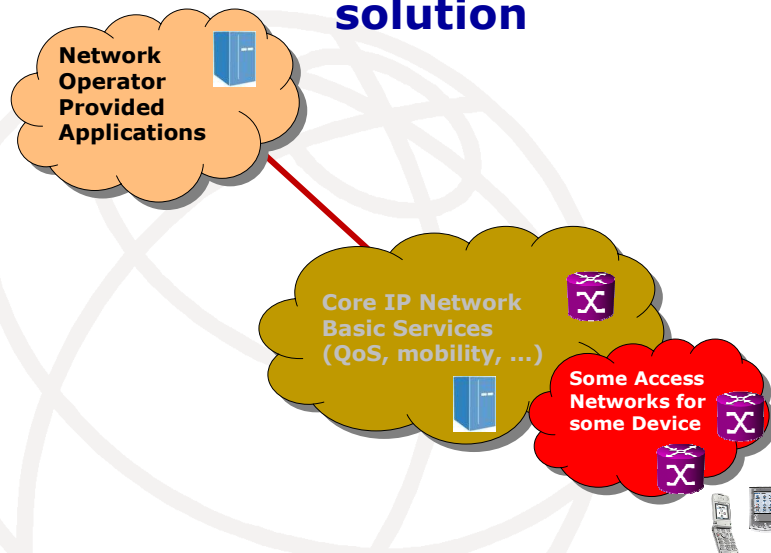 solution
Network
Operator
Provided
Applications
Core IP Network
Basic Services
(QoS, mobility, ...)
Some Access
Networks for
some Device